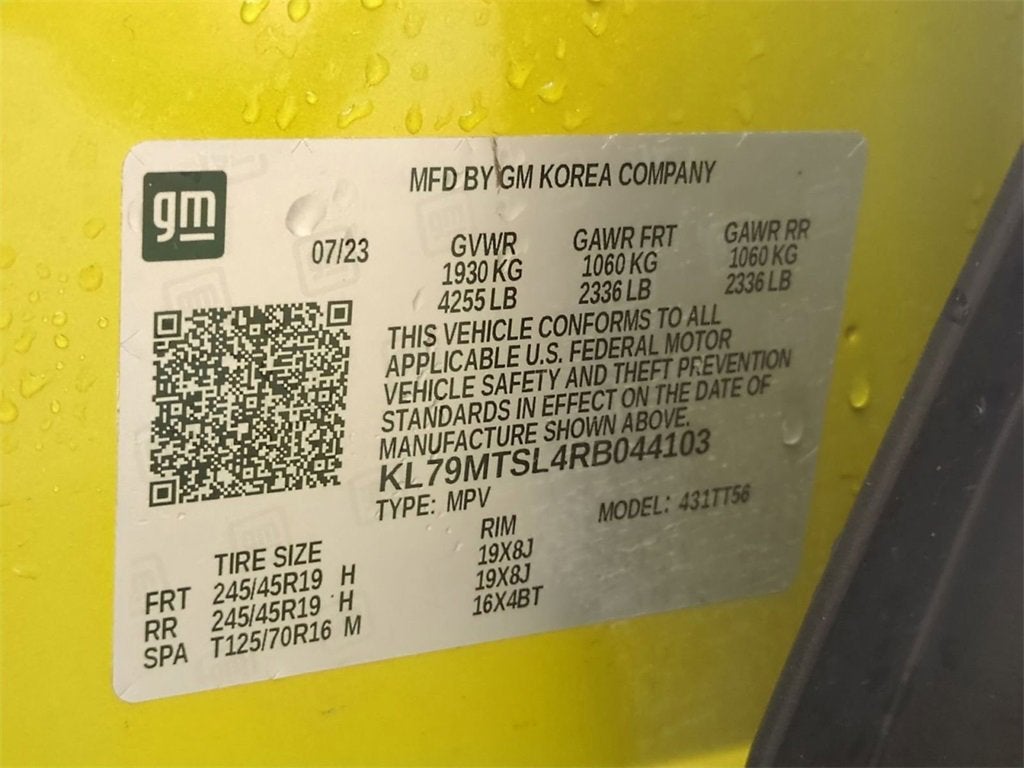 gm
MFD BY GM KOREA COMPANY
07/23 GVWR GAWR FRT GAWR RR
1930 KG 1060 KG 1060 KG
4255 LB 2336 LB 2336 LB
THIS VEHICLE CONFORMS TO ALL
APPLICABLE U.S. FEDERAL MOTOR
VEHICLE SAFETY AND THEFT PREVENTION
STANDARDS IN EFFECT ON THE DATE OF
MANUFACTURE SHOWN ABOVE.
KL79MTSL4RB044103
TYPE: MPV MODEL: 431TT56
TIRE SIZE RIM
FRT 245/45R19 H 19X8J
RR 245/45R19 H 19X8J
SPA T125/70R16 M 16X4BT